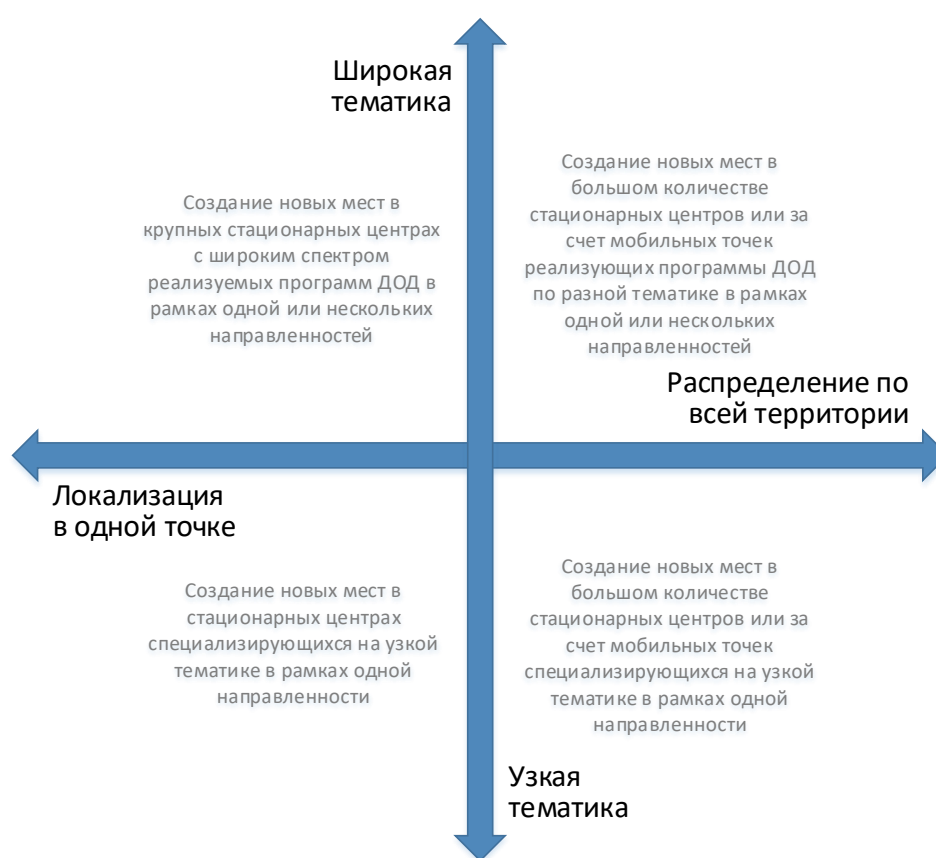 Широкая
тематика
Создание новых мест в
крупных стационарных центрах
с широким спектром
реализуемых программ ДОД в
рамках одной или нескольких
направленностей
Создание новых мест в
большом количестве
стационарных центров или за
счет мобильных точек
реализующих программы ДОД
по разной тематике в рамках
одной или нескольких
направленностей
Распределение по
всей территории
Локализация
в одной точке
Создание новых мест в
стационарных центрах
специализирующихся на узкой
тематике в рамках одной
направленности
Создание новых мест в
большом количестве
стационарных центров или за
счет мобильных точек
специализирующихся на узкой
тематике в рамках одной
направленности
Узкая
тематика